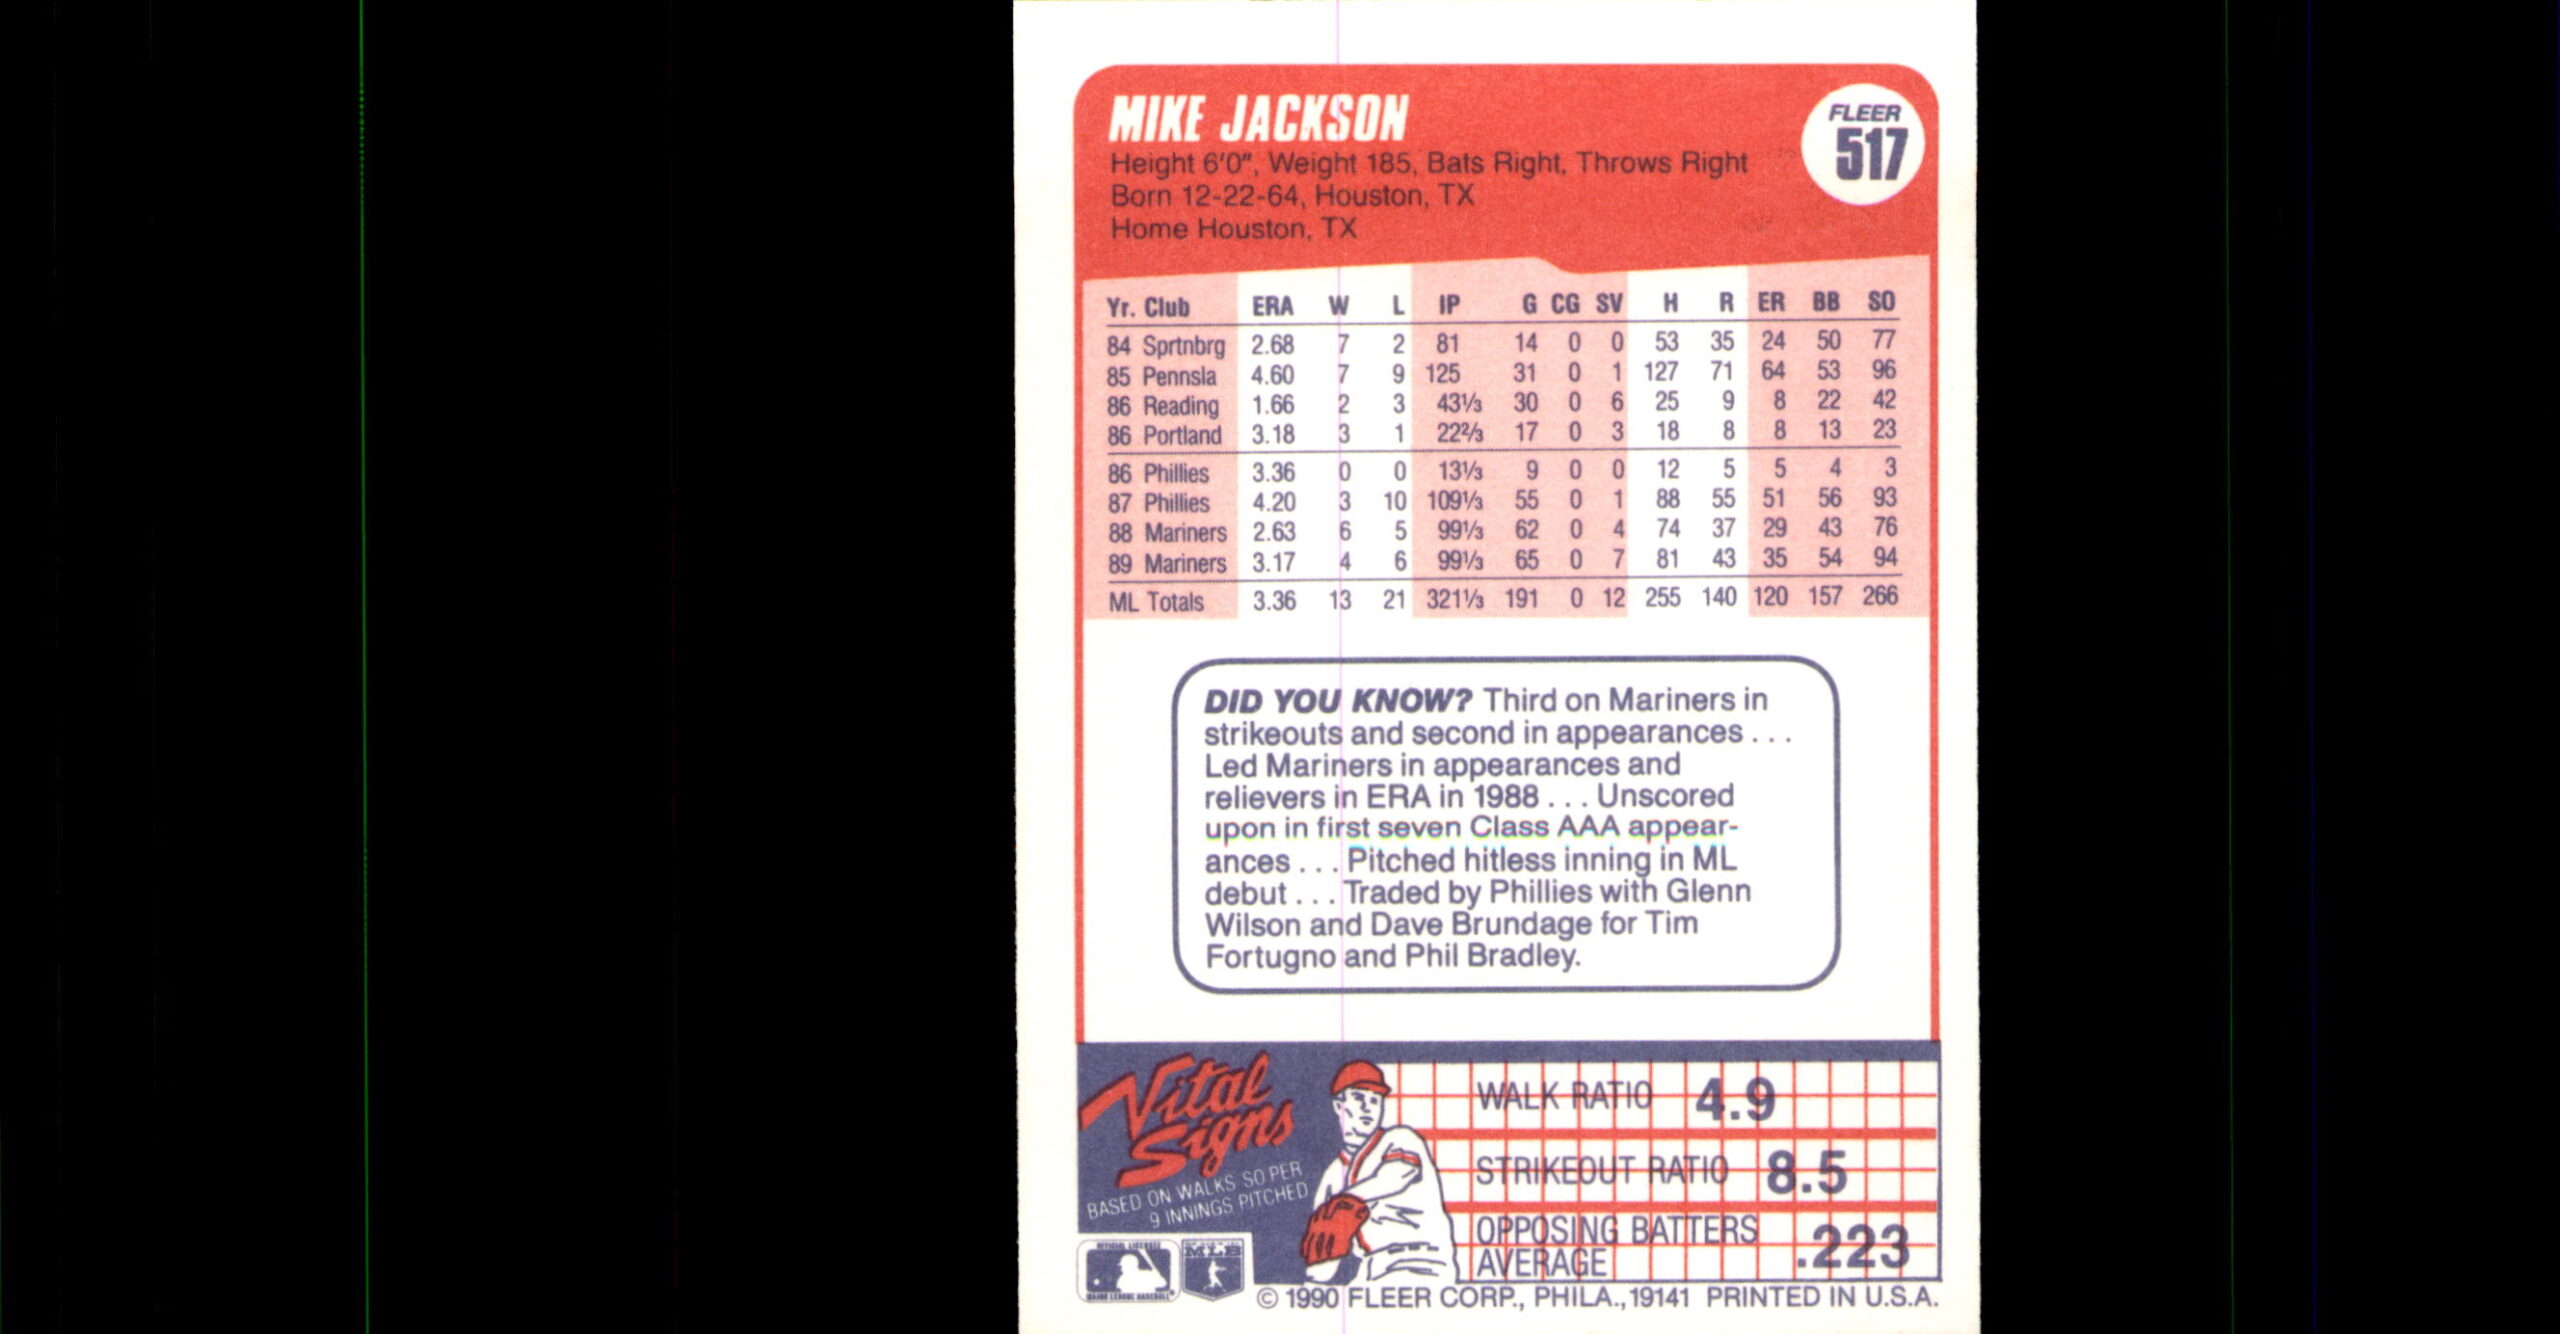 MIKE JACKSON
FLEER
517
Height 6'0", Weight 185, Bats Right, Throws Right
Born 12-22-64, Houston, TX
Home Houston, TX
Yr. Club ERA W L IP G CG SV H R ER BB SO
84 Sprtnbrg 2.68 7 2 81 14 0 0 53 35 24 50 77
85 Pennsla 4.60 7 9 125 31 0 1 127 71 64 53 96
86 Reading 1.66 2 3 43⅓ 30 0 6 25 9 8 22 42
86 Portland 3.18 3 1 22⅔ 17 0 3 18 8 8 13 23
86 Phillies 3.36 0 0 13⅓ 9 0 0 12 5 5 4 3
87 Phillies 4.20 3 10 109⅓ 55 0 1 88 55 51 56 93
88 Mariners 2.63 6 5 99⅓ 62 0 4 74 37 29 43 76
89 Mariners 3.17 4 6 99⅓ 65 0 7 81 43 35 54 94
ML Totals 3.36 13 21 321⅓ 191 0 12 255 140 120 157 266
DID YOU KNOW? Third on Mariners in
strikeouts and second in appearances . . .
Led Mariners in appearances and
relievers in ERA in 1988 . . . Unscored
upon in first seven Class AAA appear-
ances . . . Pitched hitless inning in ML
debut . . . Traded by Phillies with Glenn
Wilson and Dave Brundage for Tim
Fortugno and Phil Bradley.
Vital
Signs
BASED ON WALKS SO PER
9 INNINGS PITCHED
WALK RATIO 4.9
STRIKEOUT RATIO 8.5
OPPOSING BATTERS
AVERAGE .223
OFFICIAL LICENSEE
MAJOR LEAGUE BASEBALL
MLB
© 1990 FLEER CORP., PHILA., 19141 PRINTED IN U.S.A.